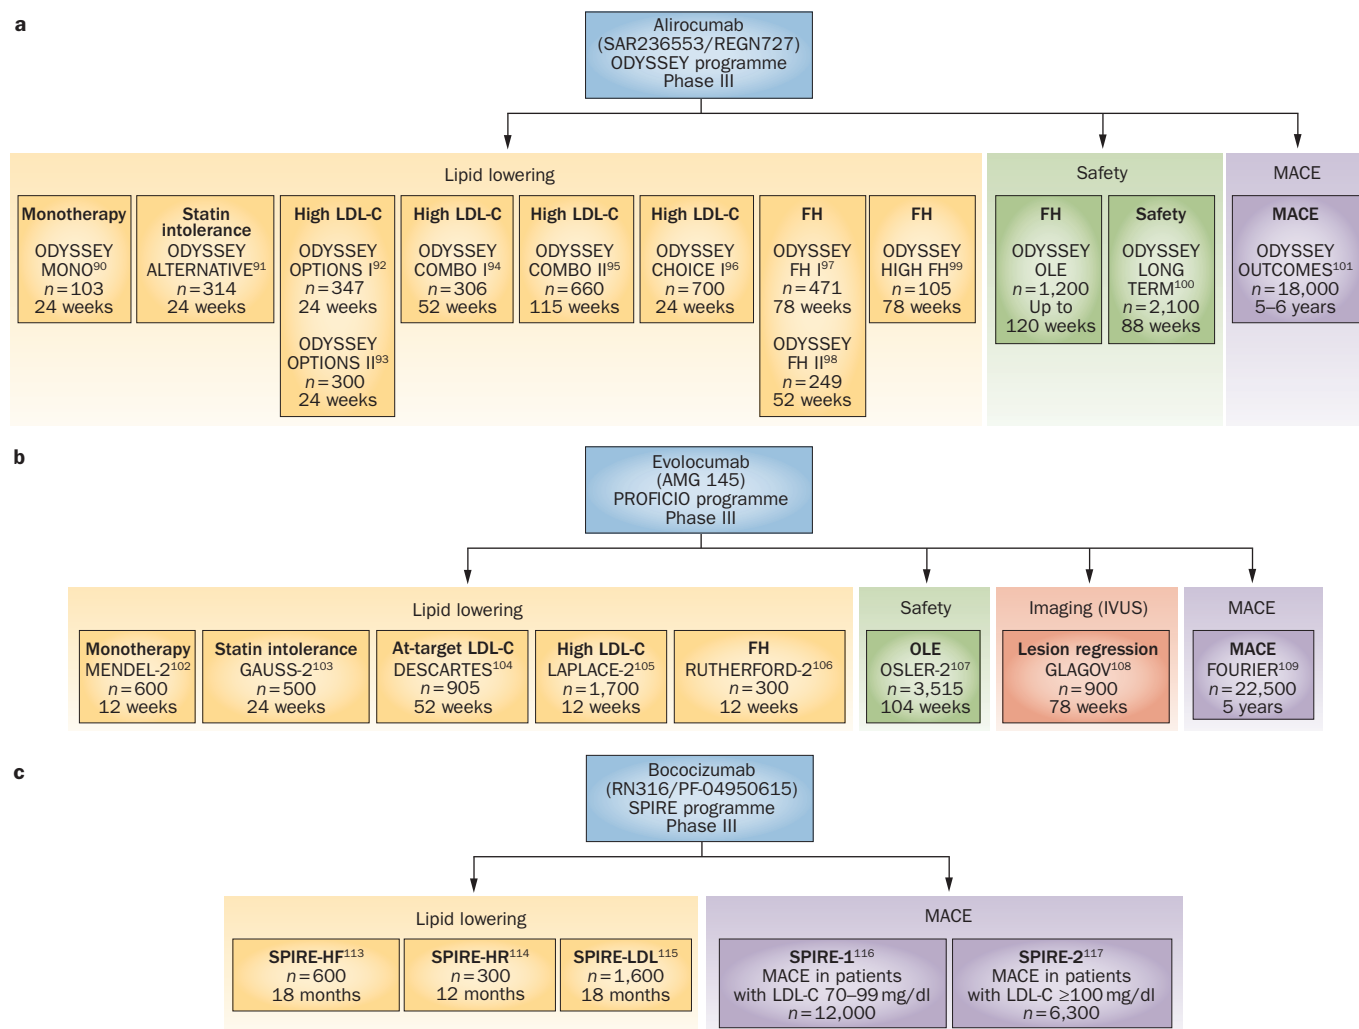 a
Alirocumab
(SAR236553/REGN727)
ODYSSEY programme
Phase III
Lipid lowering
Monotherapy
ODYSSEY
MONO90
n=103
24 weeks
Statin
intolerance
ODYSSEY
ALTERNATIVE91
n=314
24 weeks
High LDL-C
ODYSSEY
OPTIONS I92
n=347
24 weeks
ODYSSEY
OPTIONS II93
n=300
24 weeks
High LDL-C
ODYSSEY
COMBO I94
n=306
52 weeks
High LDL-C
ODYSSEY
COMBO II95
n=660
115 weeks
High LDL-C
ODYSSEY
CHOICE I96
n=700
24 weeks
FH
ODYSSEY
FH I97
n=471
78 weeks
ODYSSEY
FH II98
n=249
52 weeks
FH
ODYSSEY
HIGH FH99
n=105
78 weeks
Safety
FH
ODYSSEY
OLE
n=1,200
Up to
120 weeks
Safety
ODYSSEY
LONG
TERM100
n=2,100
88 weeks
MACE
MACE
ODYSSEY
OUTCOMES101
n=18,000
5–6 years
b
Evolocumab
(AMG 145)
PROFICIO programme
Phase III
Lipid lowering
Monotherapy
MENDEL-2102
n=600
12 weeks
Statin intolerance
GAUSS-2103
n=500
24 weeks
At-target LDL-C
DESCARTES104
n=905
52 weeks
High LDL-C
LAPLACE-2105
n=1,700
12 weeks
FH
RUTHERFORD-2106
n=300
12 weeks
Safety
OLE
OSLER-2107
n=3,515
104 weeks
Imaging (IVUS)
Lesion regression
GLAGOV108
n=900
78 weeks
MACE
MACE
FOURIER109
n=22,500
5 years
c
Bococizumab
(RN316/PF-04950615)
SPIRE programme
Phase III
Lipid lowering
SPIRE-HF113
n=600
18 months
SPIRE-HR114
n=300
12 months
SPIRE-LDL115
n=1,600
18 months
MACE
SPIRE-1116
MACE in patients
with LDL-C 70–99 mg/dl
n=12,000
SPIRE-2117
MACE in patients
with LDL-C ≥100 mg/dl
n=6,300